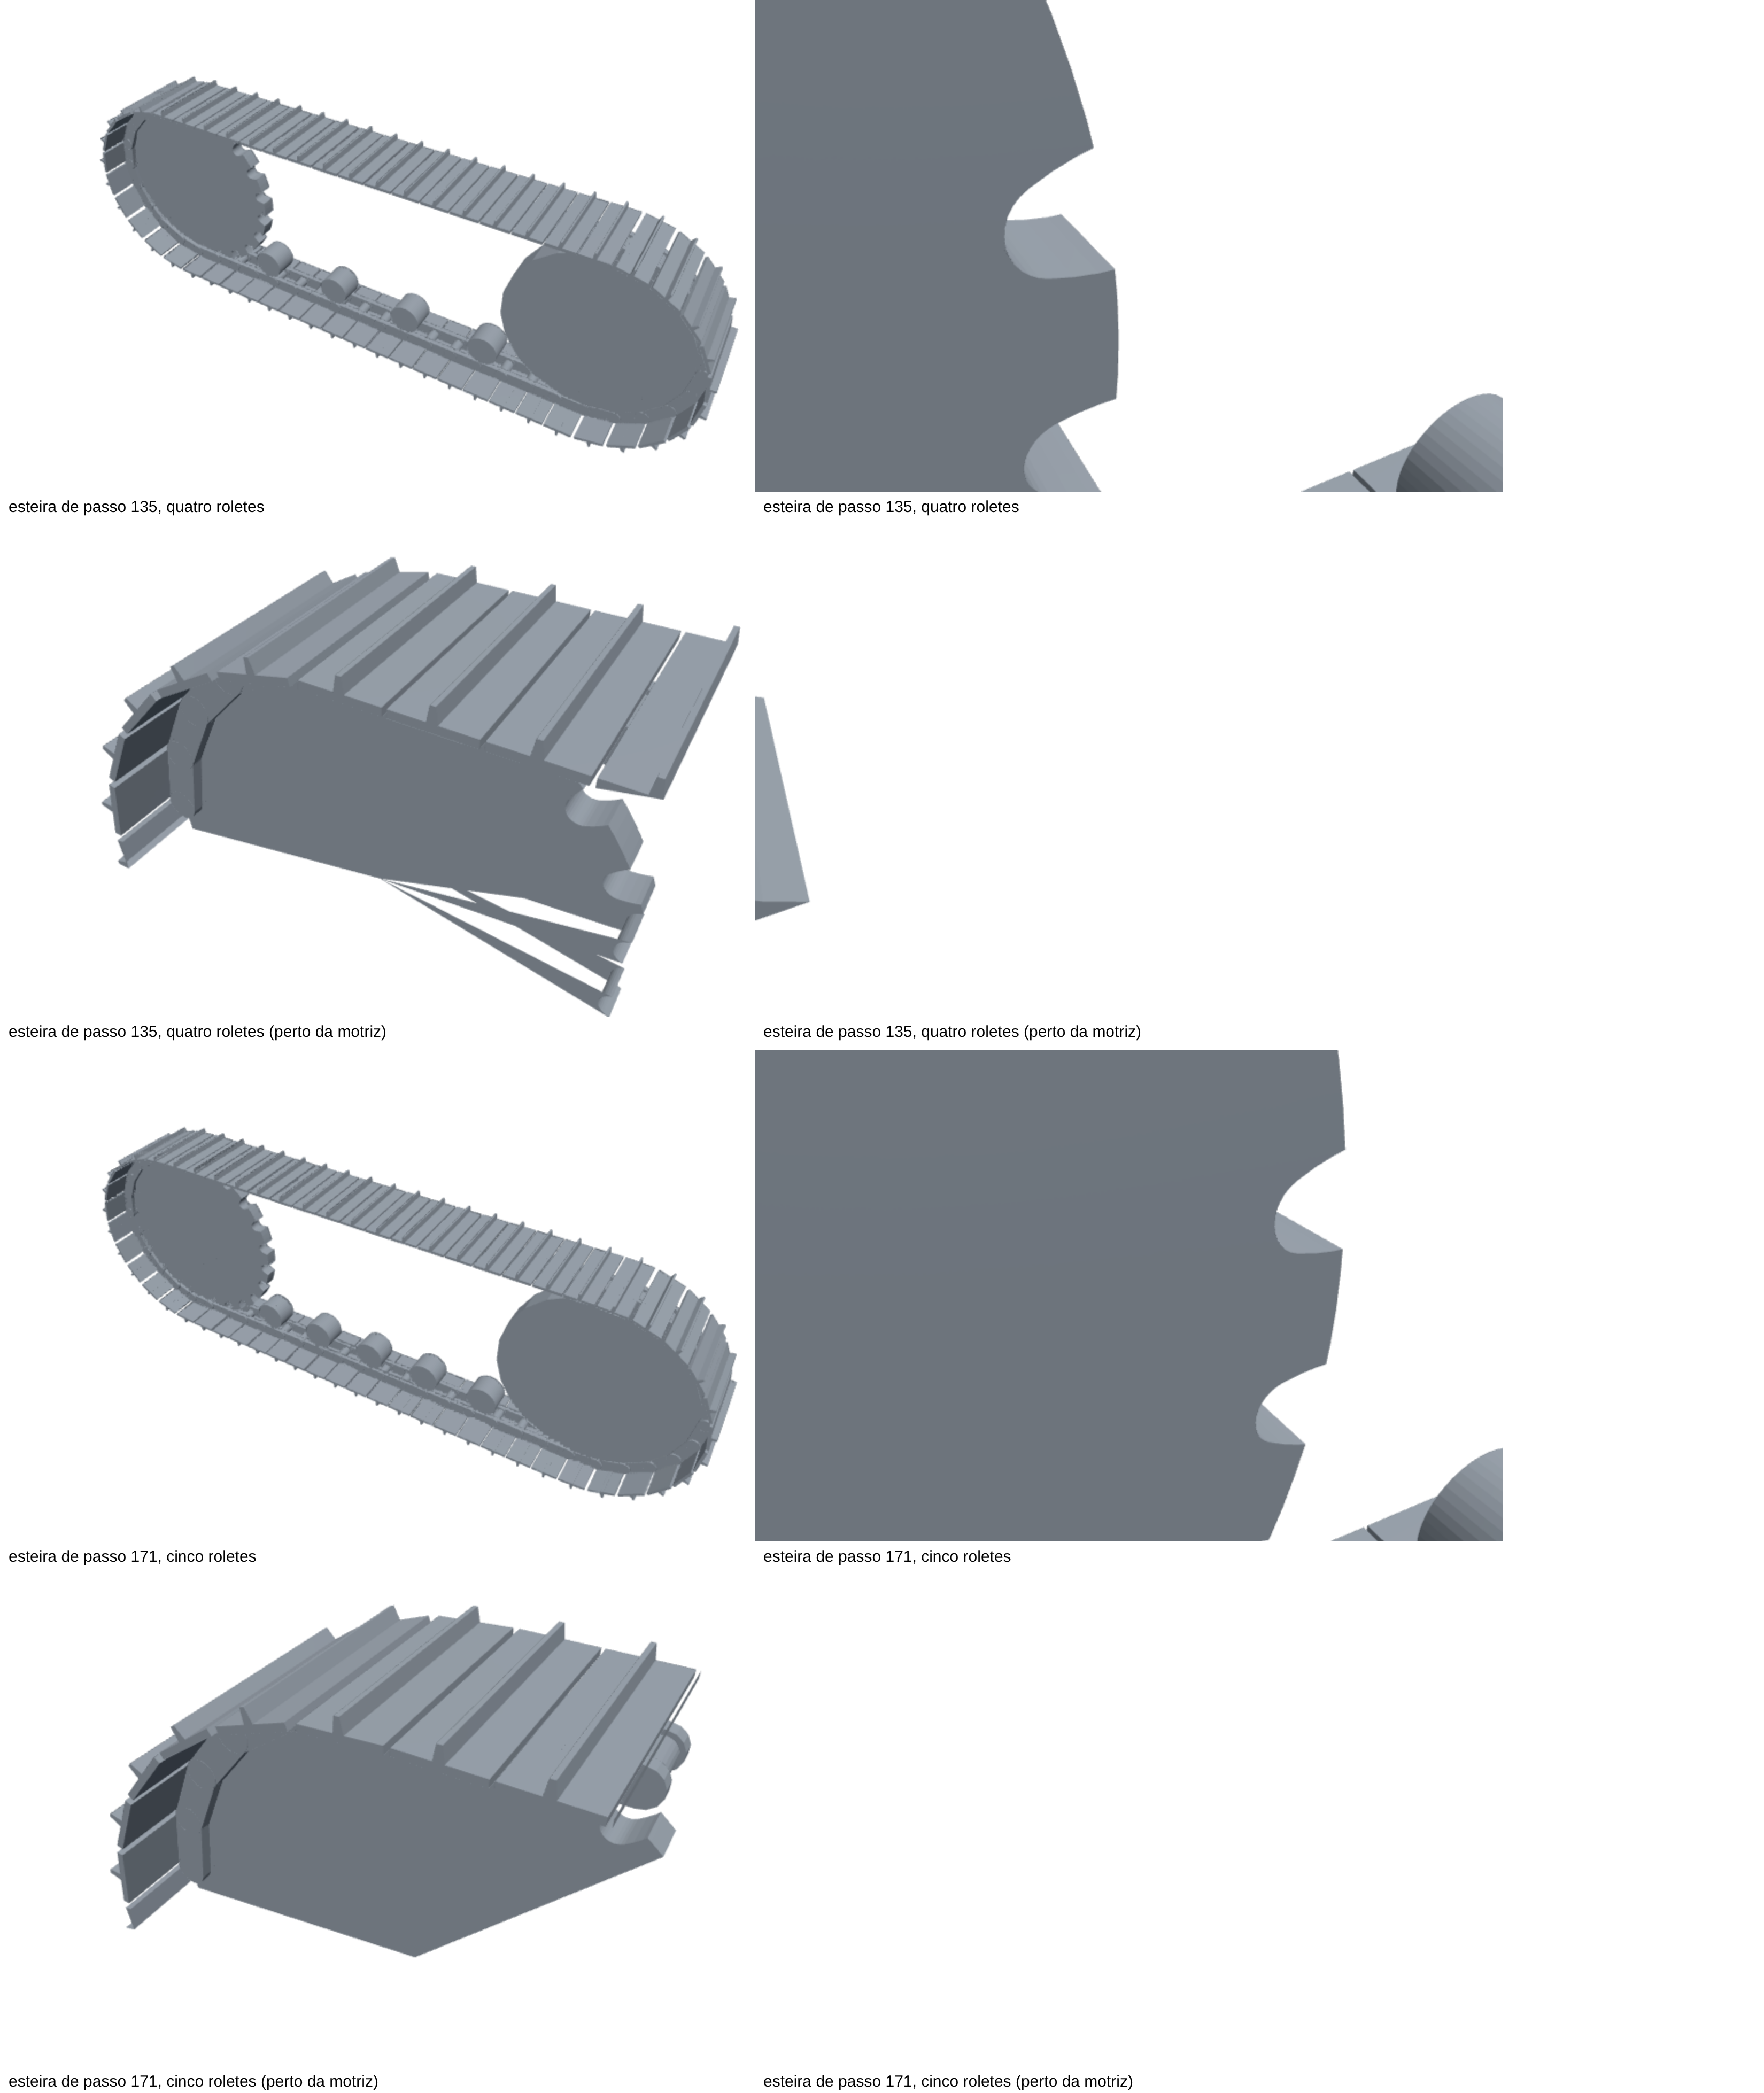 esteira de passo 135, quatro roletes
esteira de passo 135, quatro roletes
esteira de passo 135, quatro roletes (perto da motriz)
esteira de passo 135, quatro roletes (perto da motriz)
esteira de passo 171, cinco roletes
esteira de passo 171, cinco roletes
esteira de passo 171, cinco roletes (perto da motriz)
esteira de passo 171, cinco roletes (perto da motriz)